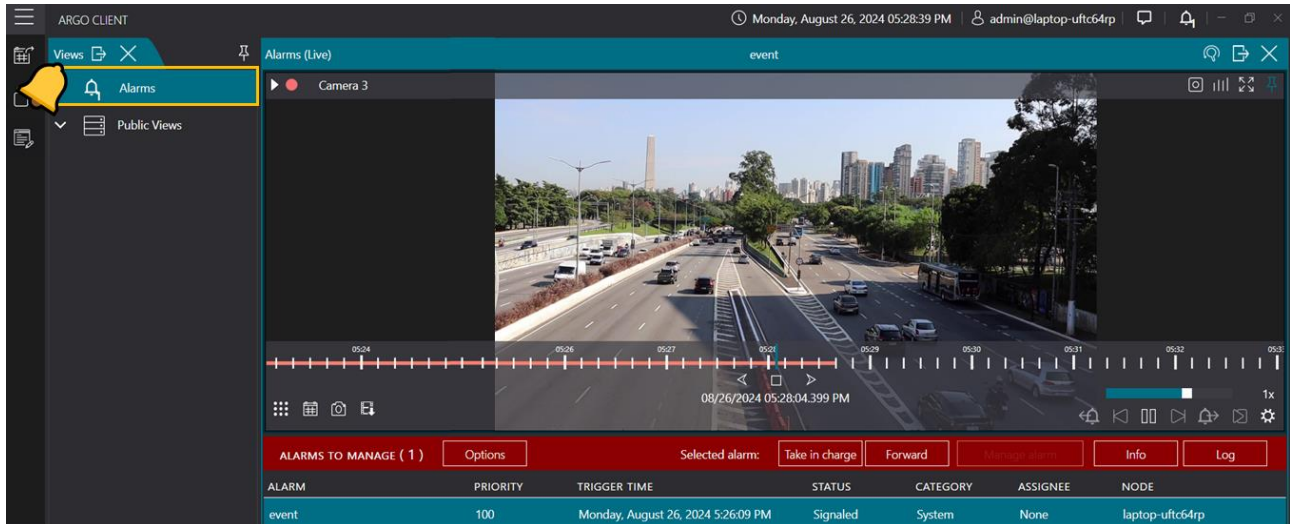 ARGO CLIENT
Monday, August 26, 2024 05:28:39 PM
admin@laptop-uftc64rp
Views
Alarms (Live)
event
Alarms
Camera 3
Public Views
05:24
05:26
05:27
05:28
05:29
05:30
05:31
05:32
08/26/2024 05:28:04.399 PM
1x
ALARMS TO MANAGE ( 1 )
Options
Selected alarm:
Take in charge
Forward
Manage alarm
Info
Log
ALARM PRIORITY TRIGGER TIME STATUS CATEGORY ASSIGNEE NODE
event 100 Monday, August 26, 2024 5:26:09 PM Signaled System None laptop-uftc64rp